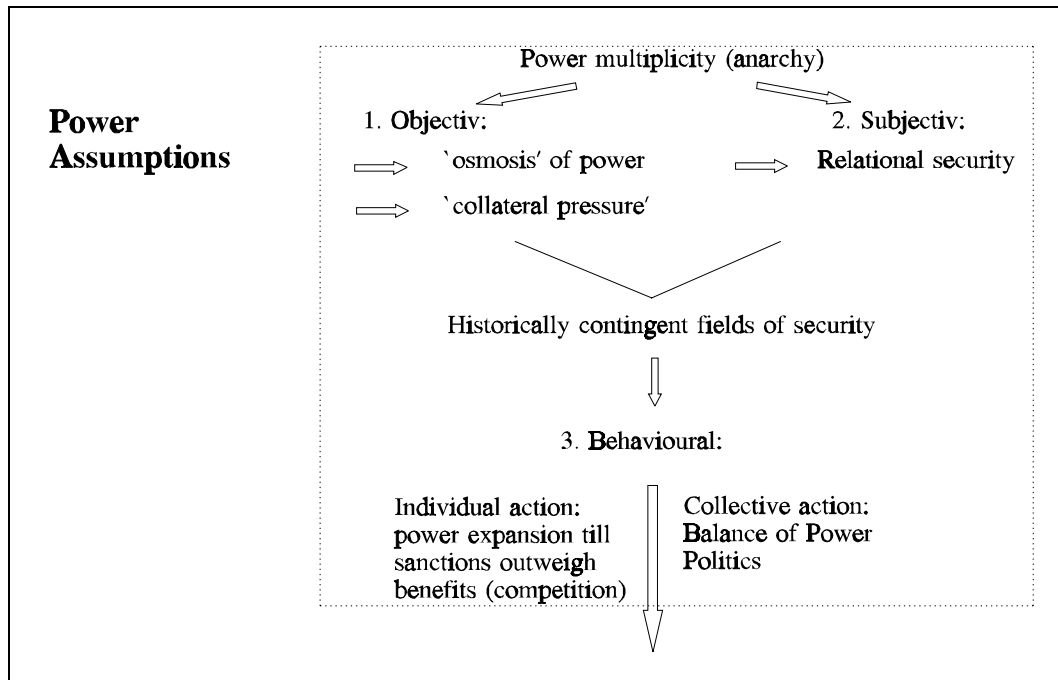 Power multiplicity (anarchy)
Power
Assumptions
1. Objectiv:
2. Subjectiv:
`osmosis' of power
Relational security
`collateral pressure'
Historically contingent fields of security
3. Behavioural:
Individual action:
power expansion till
sanctions outweigh
benefits (competition)
Collective action:
Balance of Power
Politics